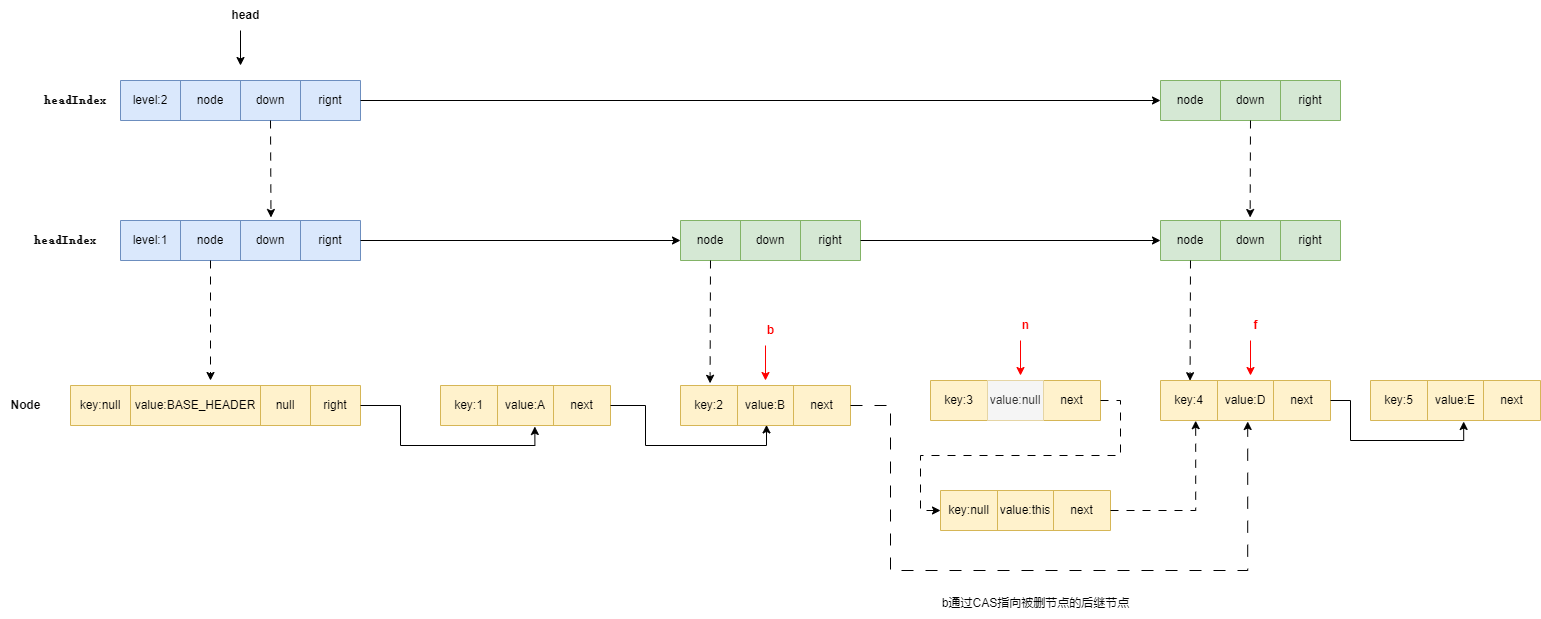 head
headIndex level:2 node down rignt node down right
headIndex level:1 node down rignt node down right node down right
b n f
Node key:null value:BASE_HEADER null right key:1 value:A next key:2 value:B next key:3 value:null next key:4 value:D next key:5 value:E next
key:null value:this next
b通过CAS指向被删节点的后继节点